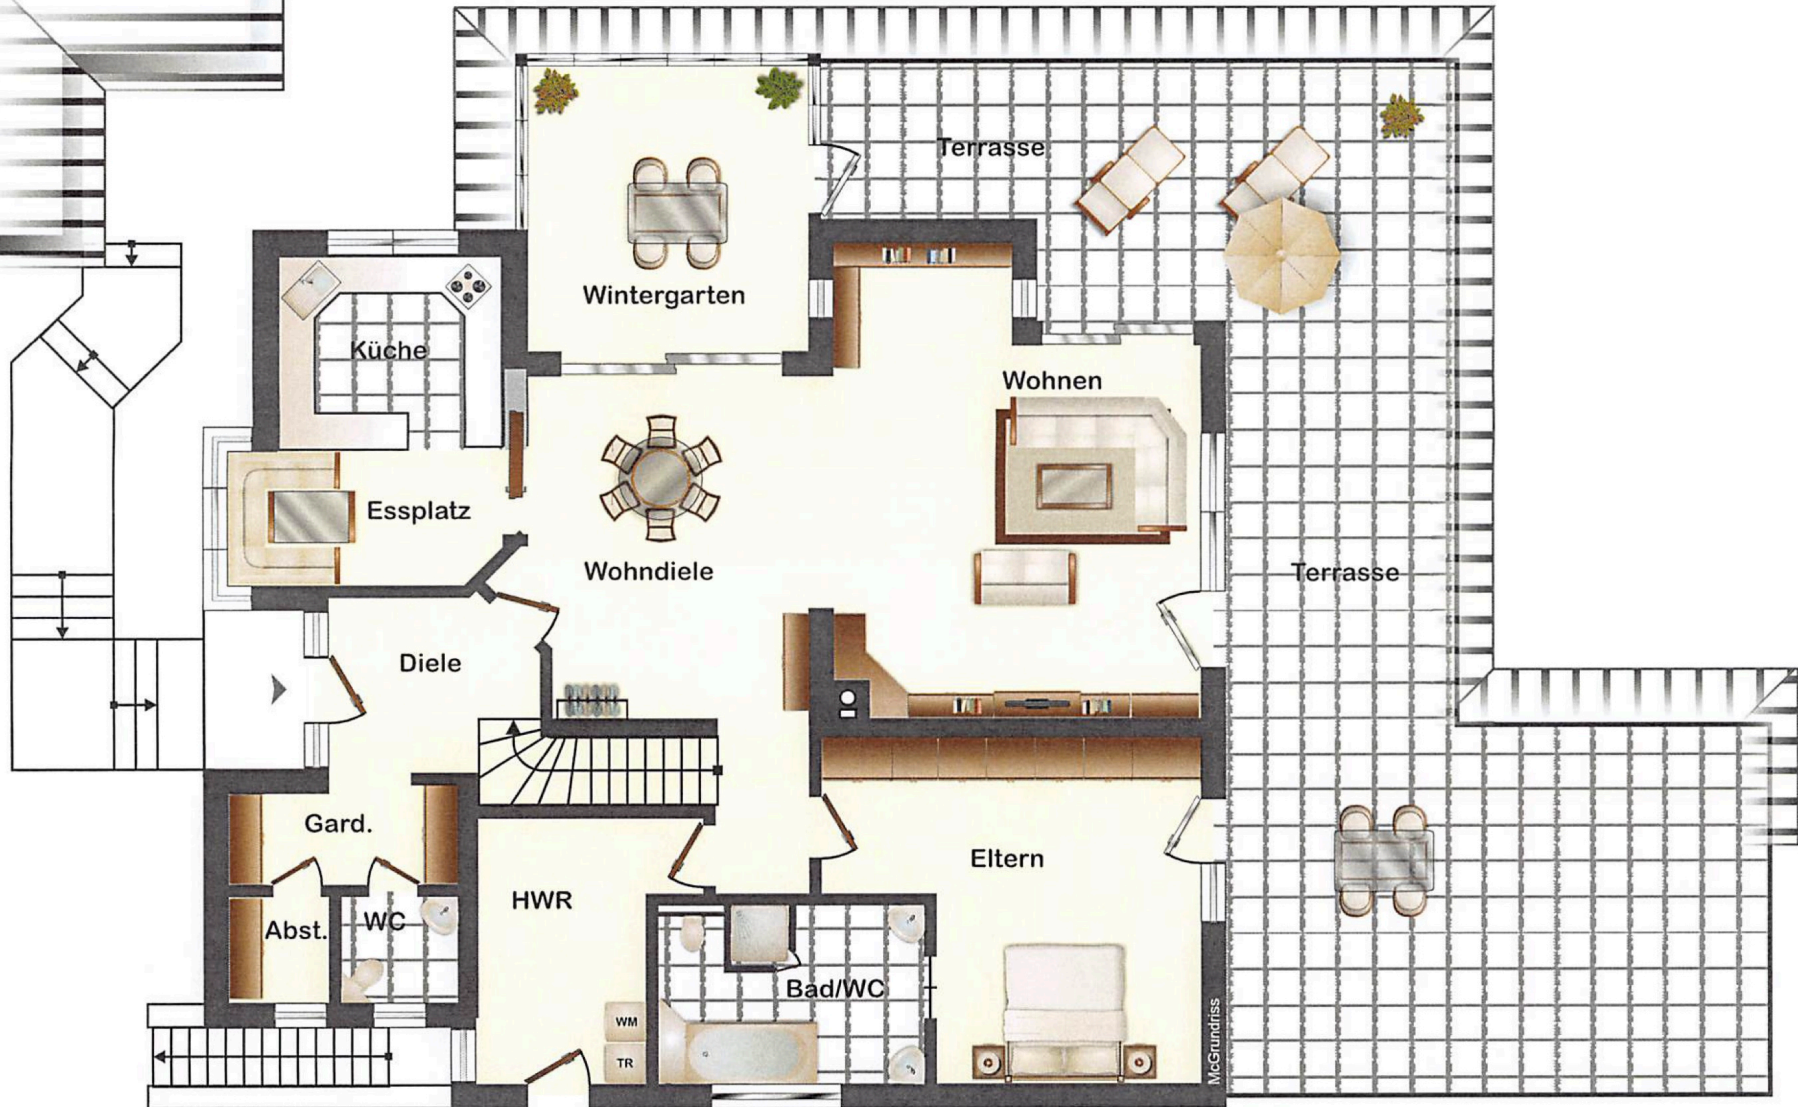 Terrasse
Wintergarten
Küche
Wohnen
Essplatz
Wohndiele
Terrasse
Diele
Gard.
Eltern
HWR
Abst.
WC
Bad/WC
WM
TR
McGrundriss